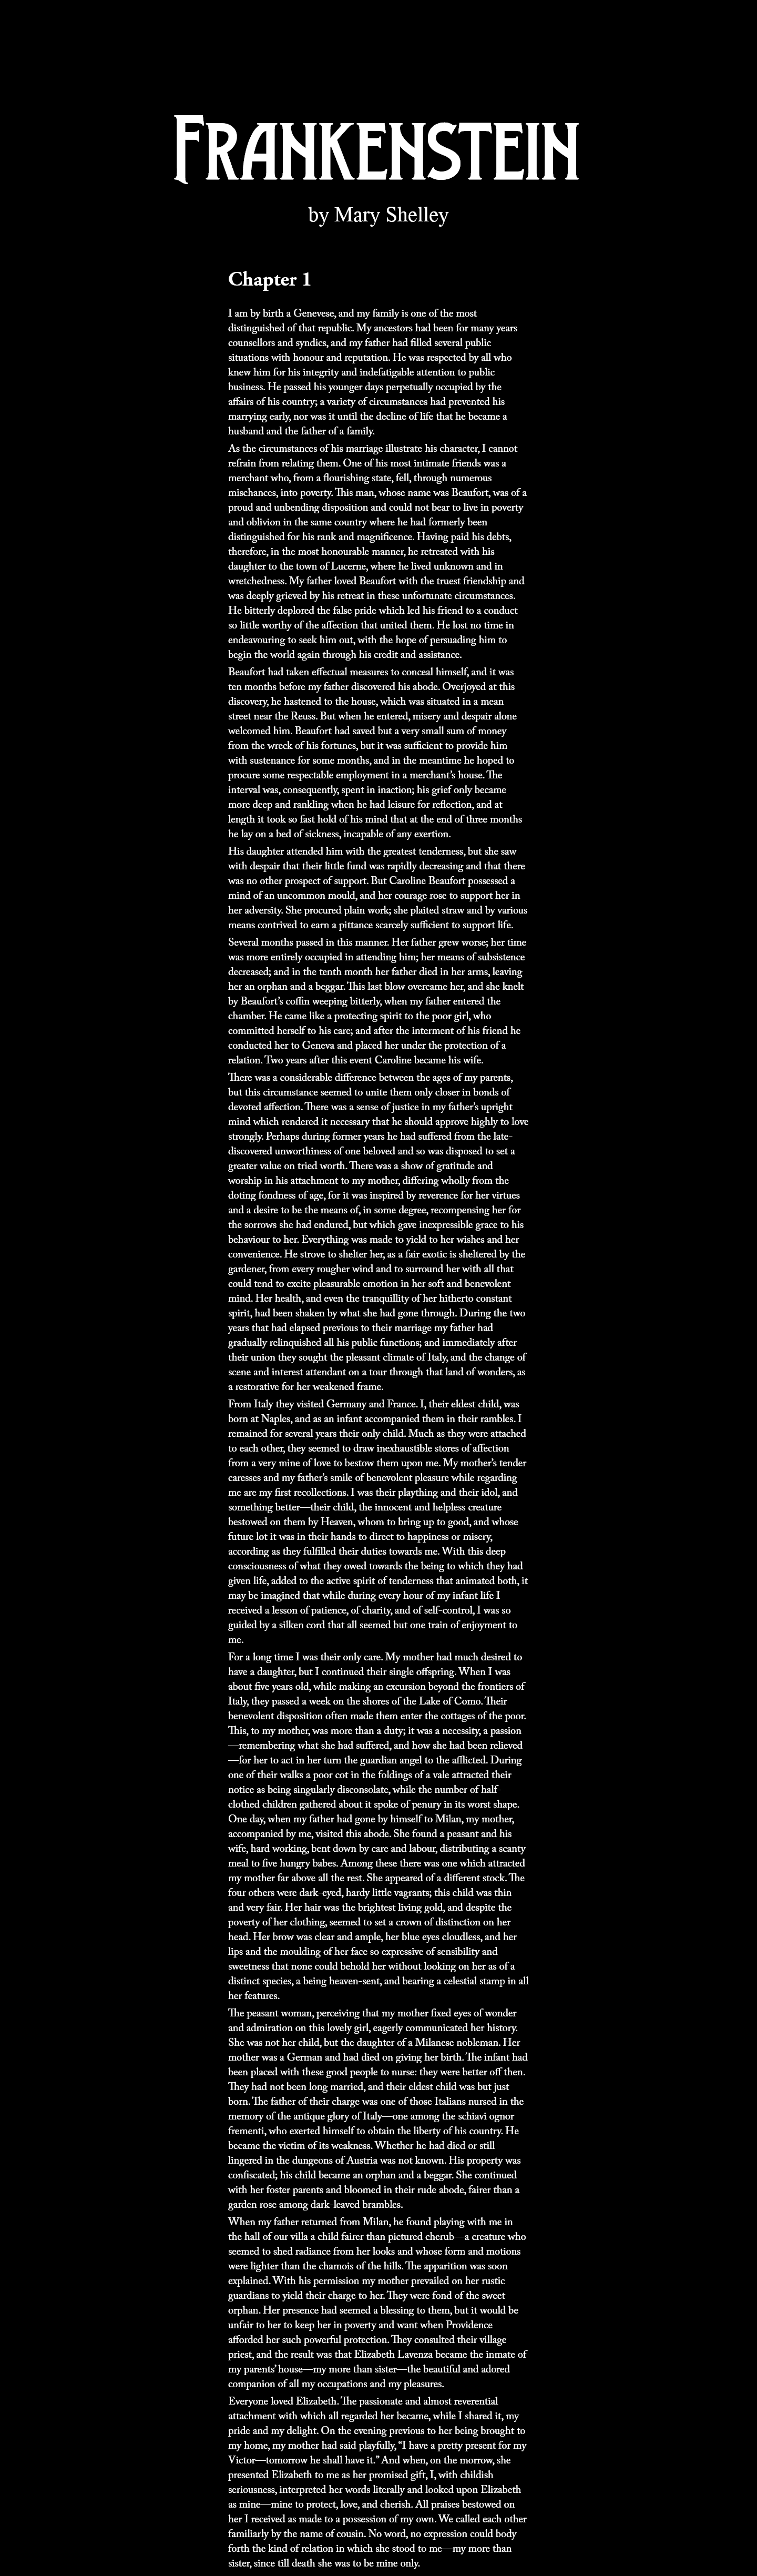 FRANKENSTEIN
by Mary Shelley
Chapter 1
I am by birth a Genevese, and my family is one of the most
distinguished of that republic. My ancestors had been for many years
counsellors and syndics, and my father had filled several public
situations with honour and reputation. He was respected by all who
knew him for his integrity and indefatigable attention to public
business. He passed his younger days perpetually occupied by the
affairs of his country; a variety of circumstances had prevented his
marrying early, nor was it until the decline of life that he became a
husband and the father of a family.
As the circumstances of his marriage illustrate his character, I cannot
refrain from relating them. One of his most intimate friends was a
merchant who, from a flourishing state, fell, through numerous
mischances, into poverty. This man, whose name was Beaufort, was of a
proud and unbending disposition and could not bear to live in poverty
and oblivion in the same country where he had formerly been
distinguished for his rank and magnificence. Having paid his debts,
therefore, in the most honourable manner, he retreated with his
daughter to the town of Lucerne, where he lived unknown and in
wretchedness. My father loved Beaufort with the truest friendship and
was deeply grieved by his retreat in these unfortunate circumstances.
He bitterly deplored the false pride which led his friend to a conduct
so little worthy of the affection that united them. He lost no time in
endeavouring to seek him out, with the hope of persuading him to
begin the world again through his credit and assistance.
Beaufort had taken effectual measures to conceal himself, and it was
ten months before my father discovered his abode. Overjoyed at this
discovery, he hastened to the house, which was situated in a mean
street near the Reuss. But when he entered, misery and despair alone
welcomed him. Beaufort had saved but a very small sum of money
from the wreck of his fortunes, but it was sufficient to provide him
with sustenance for some months, and in the meantime he hoped to
procure some respectable employment in a merchant’s house. The
interval was, consequently, spent in inaction; his grief only became
more deep and rankling when he had leisure for reflection, and at
length it took so fast hold of his mind that at the end of three months
he lay on a bed of sickness, incapable of any exertion.
His daughter attended him with the greatest tenderness, but she saw
with despair that their little fund was rapidly decreasing and that there
was no other prospect of support. But Caroline Beaufort possessed a
mind of an uncommon mould, and her courage rose to support her in
her adversity. She procured plain work; she plaited straw and by various
means contrived to earn a pittance scarcely sufficient to support life.
Several months passed in this manner. Her father grew worse; her time
was more entirely occupied in attending him; her means of subsistence
decreased; and in the tenth month her father died in her arms, leaving
her an orphan and a beggar. This last blow overcame her, and she knelt
by Beaufort’s coffin weeping bitterly, when my father entered the
chamber. He came like a protecting spirit to the poor girl, who
committed herself to his care; and after the interment of his friend he
conducted her to Geneva and placed her under the protection of a
relation. Two years after this event Caroline became his wife.
There was a considerable difference between the ages of my parents,
but this circumstance seemed to unite them only closer in bonds of
devoted affection. There was a sense of justice in my father’s upright
mind which rendered it necessary that he should approve highly to love
strongly. Perhaps during former years he had suffered from the late-
discovered unworthiness of one beloved and so was disposed to set a
greater value on tried worth. There was a show of gratitude and
worship in his attachment to my mother, differing wholly from the
doting fondness of age, for it was inspired by reverence for her virtues
and a desire to be the means of, in some degree, recompensing her for
the sorrows she had endured, but which gave inexpressible grace to his
behaviour to her. Everything was made to yield to her wishes and her
convenience. He strove to shelter her, as a fair exotic is sheltered by the
gardener, from every rougher wind and to surround her with all that
could tend to excite pleasurable emotion in her soft and benevolent
mind. Her health, and even the tranquillity of her hitherto constant
spirit, had been shaken by what she had gone through. During the two
years that had elapsed previous to their marriage my father had
gradually relinquished all his public functions; and immediately after
their union they sought the pleasant climate of Italy, and the change of
scene and interest attendant on a tour through that land of wonders, as
a restorative for her weakened frame.
From Italy they visited Germany and France. I, their eldest child, was
born at Naples, and as an infant accompanied them in their rambles. I
remained for several years their only child. Much as they were attached
to each other, they seemed to draw inexhaustible stores of affection
from a very mine of love to bestow them upon me. My mother’s tender
caresses and my father’s smile of benevolent pleasure while regarding
me are my first recollections. I was their plaything and their idol, and
something better—their child, the innocent and helpless creature
bestowed on them by Heaven, whom to bring up to good, and whose
future lot it was in their hands to direct to happiness or misery,
according as they fulfilled their duties towards me. With this deep
consciousness of what they owed towards the being to which they had
given life, added to the active spirit of tenderness that animated both, it
may be imagined that while during every hour of my infant life I
received a lesson of patience, of charity, and of self-control, I was so
guided by a silken cord that all seemed but one train of enjoyment to
me.
For a long time I was their only care. My mother had much desired to
have a daughter, but I continued their single offspring. When I was
about five years old, while making an excursion beyond the frontiers of
Italy, they passed a week on the shores of the Lake of Como. Their
benevolent disposition often made them enter the cottages of the poor.
This, to my mother, was more than a duty; it was a necessity, a passion
—remembering what she had suffered, and how she had been relieved
—for her to act in her turn the guardian angel to the afflicted. During
one of their walks a poor cot in the foldings of a vale attracted their
notice as being singularly disconsolate, while the number of half-
clothed children gathered about it spoke of penury in its worst shape.
One day, when my father had gone by himself to Milan, my mother,
accompanied by me, visited this abode. She found a peasant and his
wife, hard working, bent down by care and labour, distributing a scanty
meal to five hungry babes. Among these there was one which attracted
my mother far above all the rest. She appeared of a different stock. The
four others were dark-eyed, hardy little vagrants; this child was thin
and very fair. Her hair was the brightest living gold, and despite the
poverty of her clothing, seemed to set a crown of distinction on her
head. Her brow was clear and ample, her blue eyes cloudless, and her
lips and the moulding of her face so expressive of sensibility and
sweetness that none could behold her without looking on her as of a
distinct species, a being heaven-sent, and bearing a celestial stamp in all
her features.
The peasant woman, perceiving that my mother fixed eyes of wonder
and admiration on this lovely girl, eagerly communicated her history.
She was not her child, but the daughter of a Milanese nobleman. Her
mother was a German and had died on giving her birth. The infant had
been placed with these good people to nurse: they were better off then.
They had not been long married, and their eldest child was but just
born. The father of their charge was one of those Italians nursed in the
memory of the antique glory of Italy—one among the schiavi ognor
frementi, who exerted himself to obtain the liberty of his country. He
became the victim of its weakness. Whether he had died or still
lingered in the dungeons of Austria was not known. His property was
confiscated; his child became an orphan and a beggar. She continued
with her foster parents and bloomed in their rude abode, fairer than a
garden rose among dark-leaved brambles.
When my father returned from Milan, he found playing with me in
the hall of our villa a child fairer than pictured cherub—a creature who
seemed to shed radiance from her looks and whose form and motions
were lighter than the chamois of the hills. The apparition was soon
explained. With his permission my mother prevailed on her rustic
guardians to yield their charge to her. They were fond of the sweet
orphan. Her presence had seemed a blessing to them, but it would be
unfair to her to keep her in poverty and want when Providence
afforded her such powerful protection. They consulted their village
priest, and the result was that Elizabeth Lavenza became the inmate of
my parents’ house—my more than sister—the beautiful and adored
companion of all my occupations and my pleasures.
Everyone loved Elizabeth. The passionate and almost reverential
attachment with which all regarded her became, while I shared it, my
pride and my delight. On the evening previous to her being brought to
my home, my mother had said playfully, “I have a pretty present for my
Victor—tomorrow he shall have it.” And when, on the morrow, she
presented Elizabeth to me as her promised gift, I, with childish
seriousness, interpreted her words literally and looked upon Elizabeth
as mine—mine to protect, love, and cherish. All praises bestowed on
her I received as made to a possession of my own. We called each other
familiarly by the name of cousin. No word, no expression could body
forth the kind of relation in which she stood to me—my more than
sister, since till death she was to be mine only.